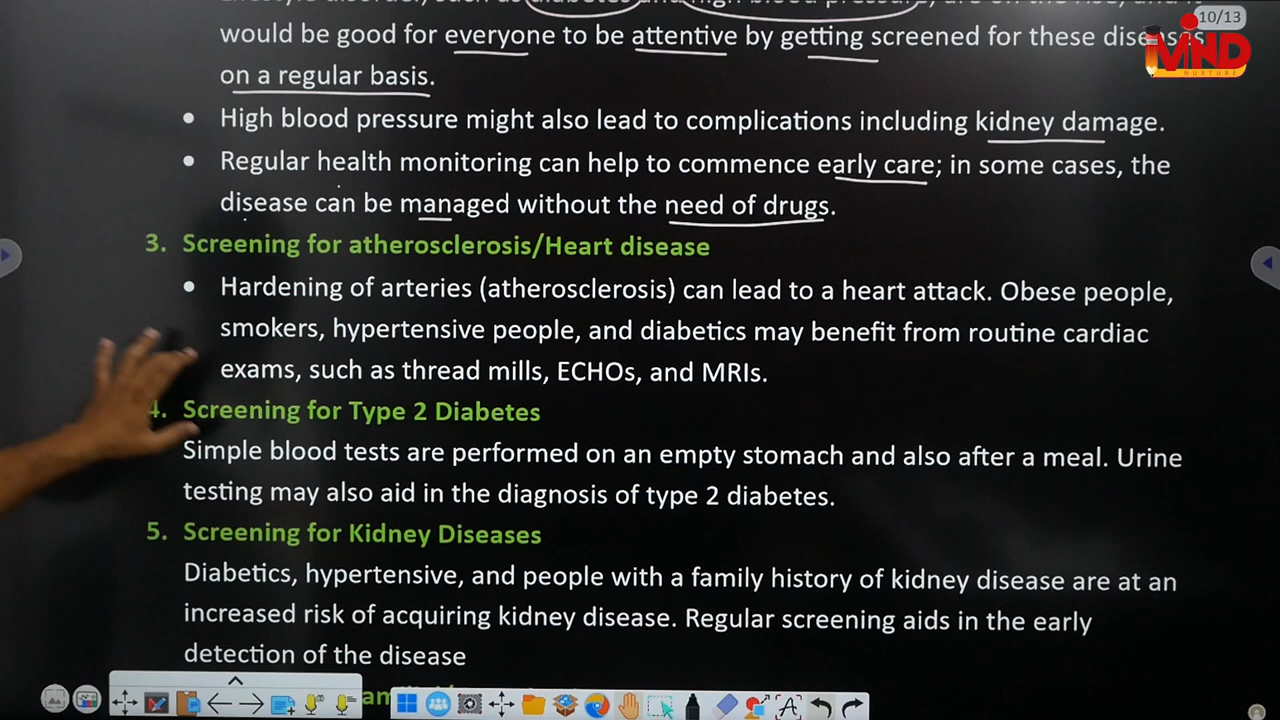 10/13
would be good for everyone to be attentive by getting screened for these diseases
on a regular basis.
• High blood pressure might also lead to complications including kidney damage.
• Regular health monitoring can help to commence early care; in some cases, the
disease can be managed without the need of drugs.
3. Screening for atherosclerosis/Heart disease
• Hardening of arteries (atherosclerosis) can lead to a heart attack. Obese people,
smokers, hypertensive people, and diabetics may benefit from routine cardiac
exams, such as thread mills, ECHOs, and MRIs.
4. Screening for Type 2 Diabetes
Simple blood tests are performed on an empty stomach and also after a meal. Urine
testing may also aid in the diagnosis of type 2 diabetes.
5. Screening for Kidney Diseases
Diabetics, hypertensive, and people with a family history of kidney disease are at an
increased risk of acquiring kidney disease. Regular screening aids in the early
detection of the disease
NURTURE